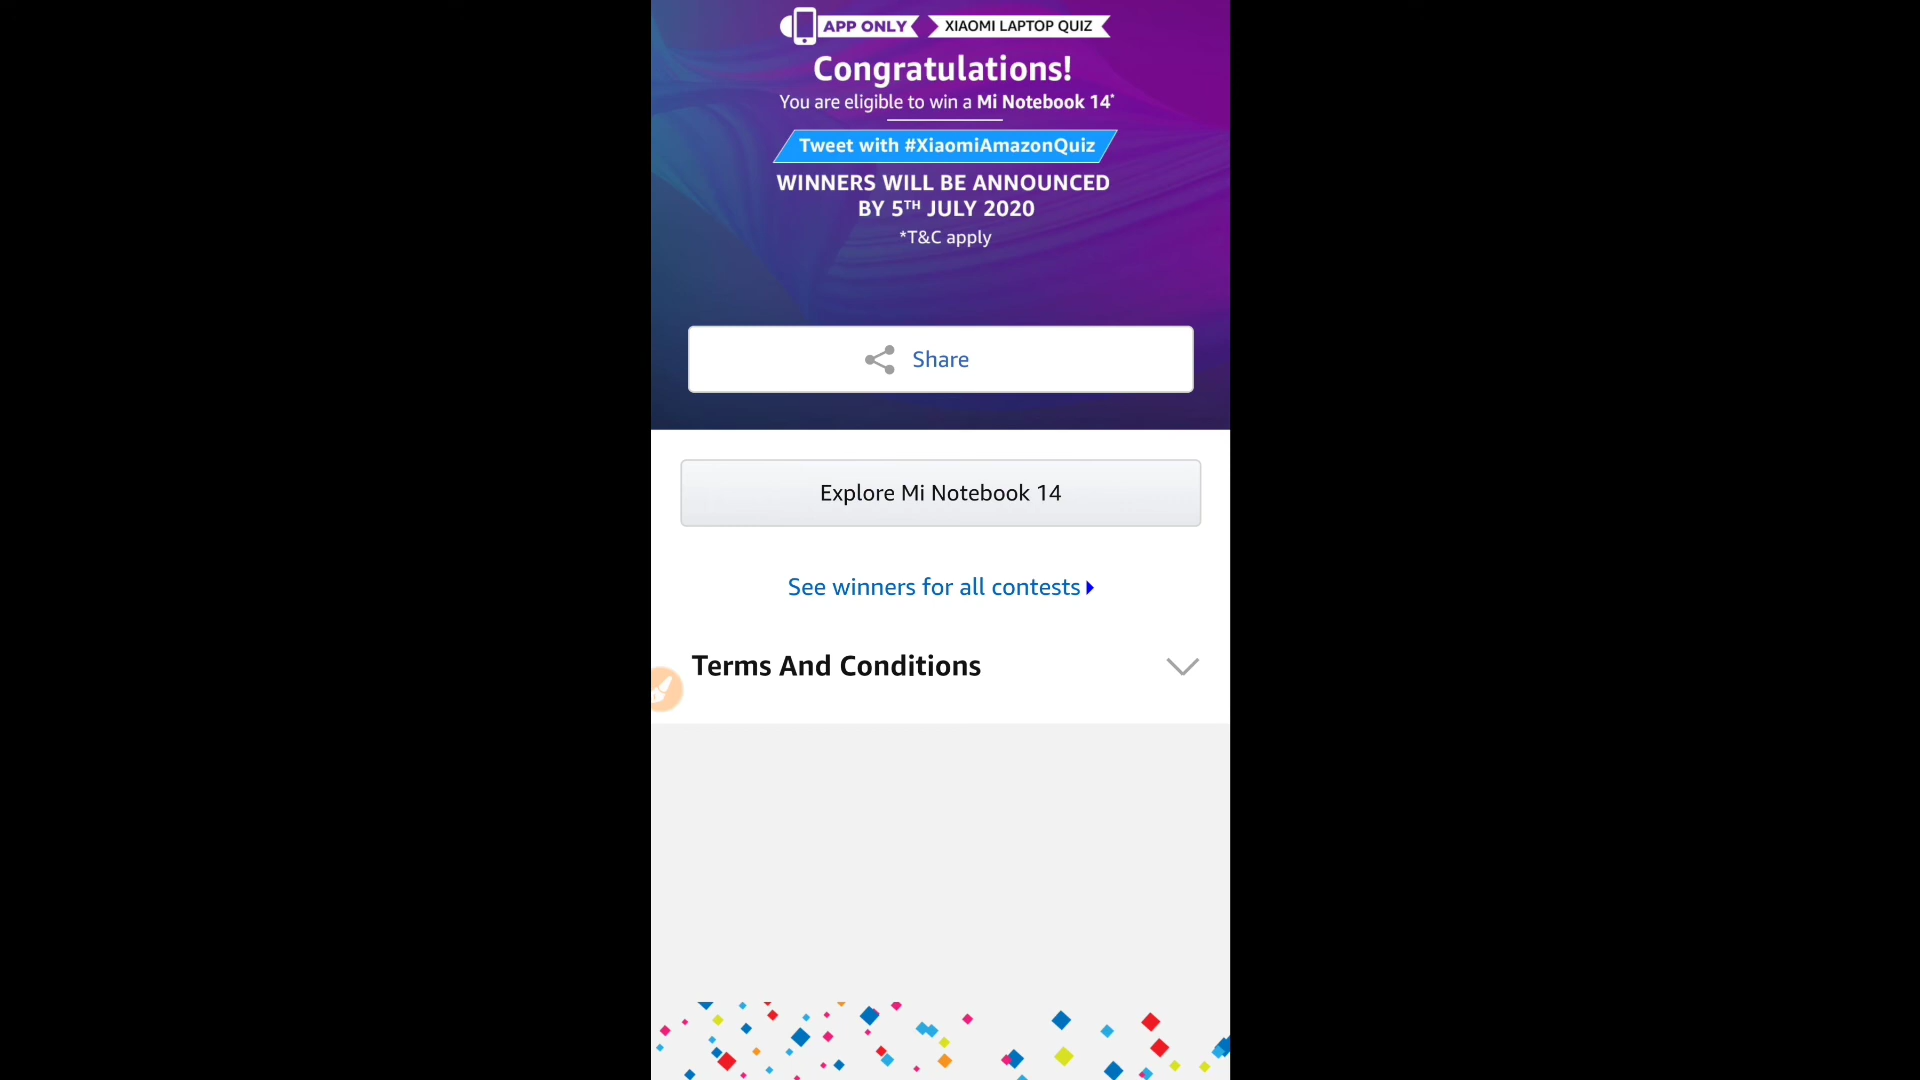 APP ONLY XIAOMI LAPTOP QUIZ
Congratulations!
You are eligible to win a Mi Notebook 14*
Tweet with #XiaomiAmazonQuiz
WINNERS WILL BE ANNOUNCED
BY 5TH JULY 2020
*T&C apply
Share
Explore Mi Notebook 14
See winners for all contests
Terms And Conditions